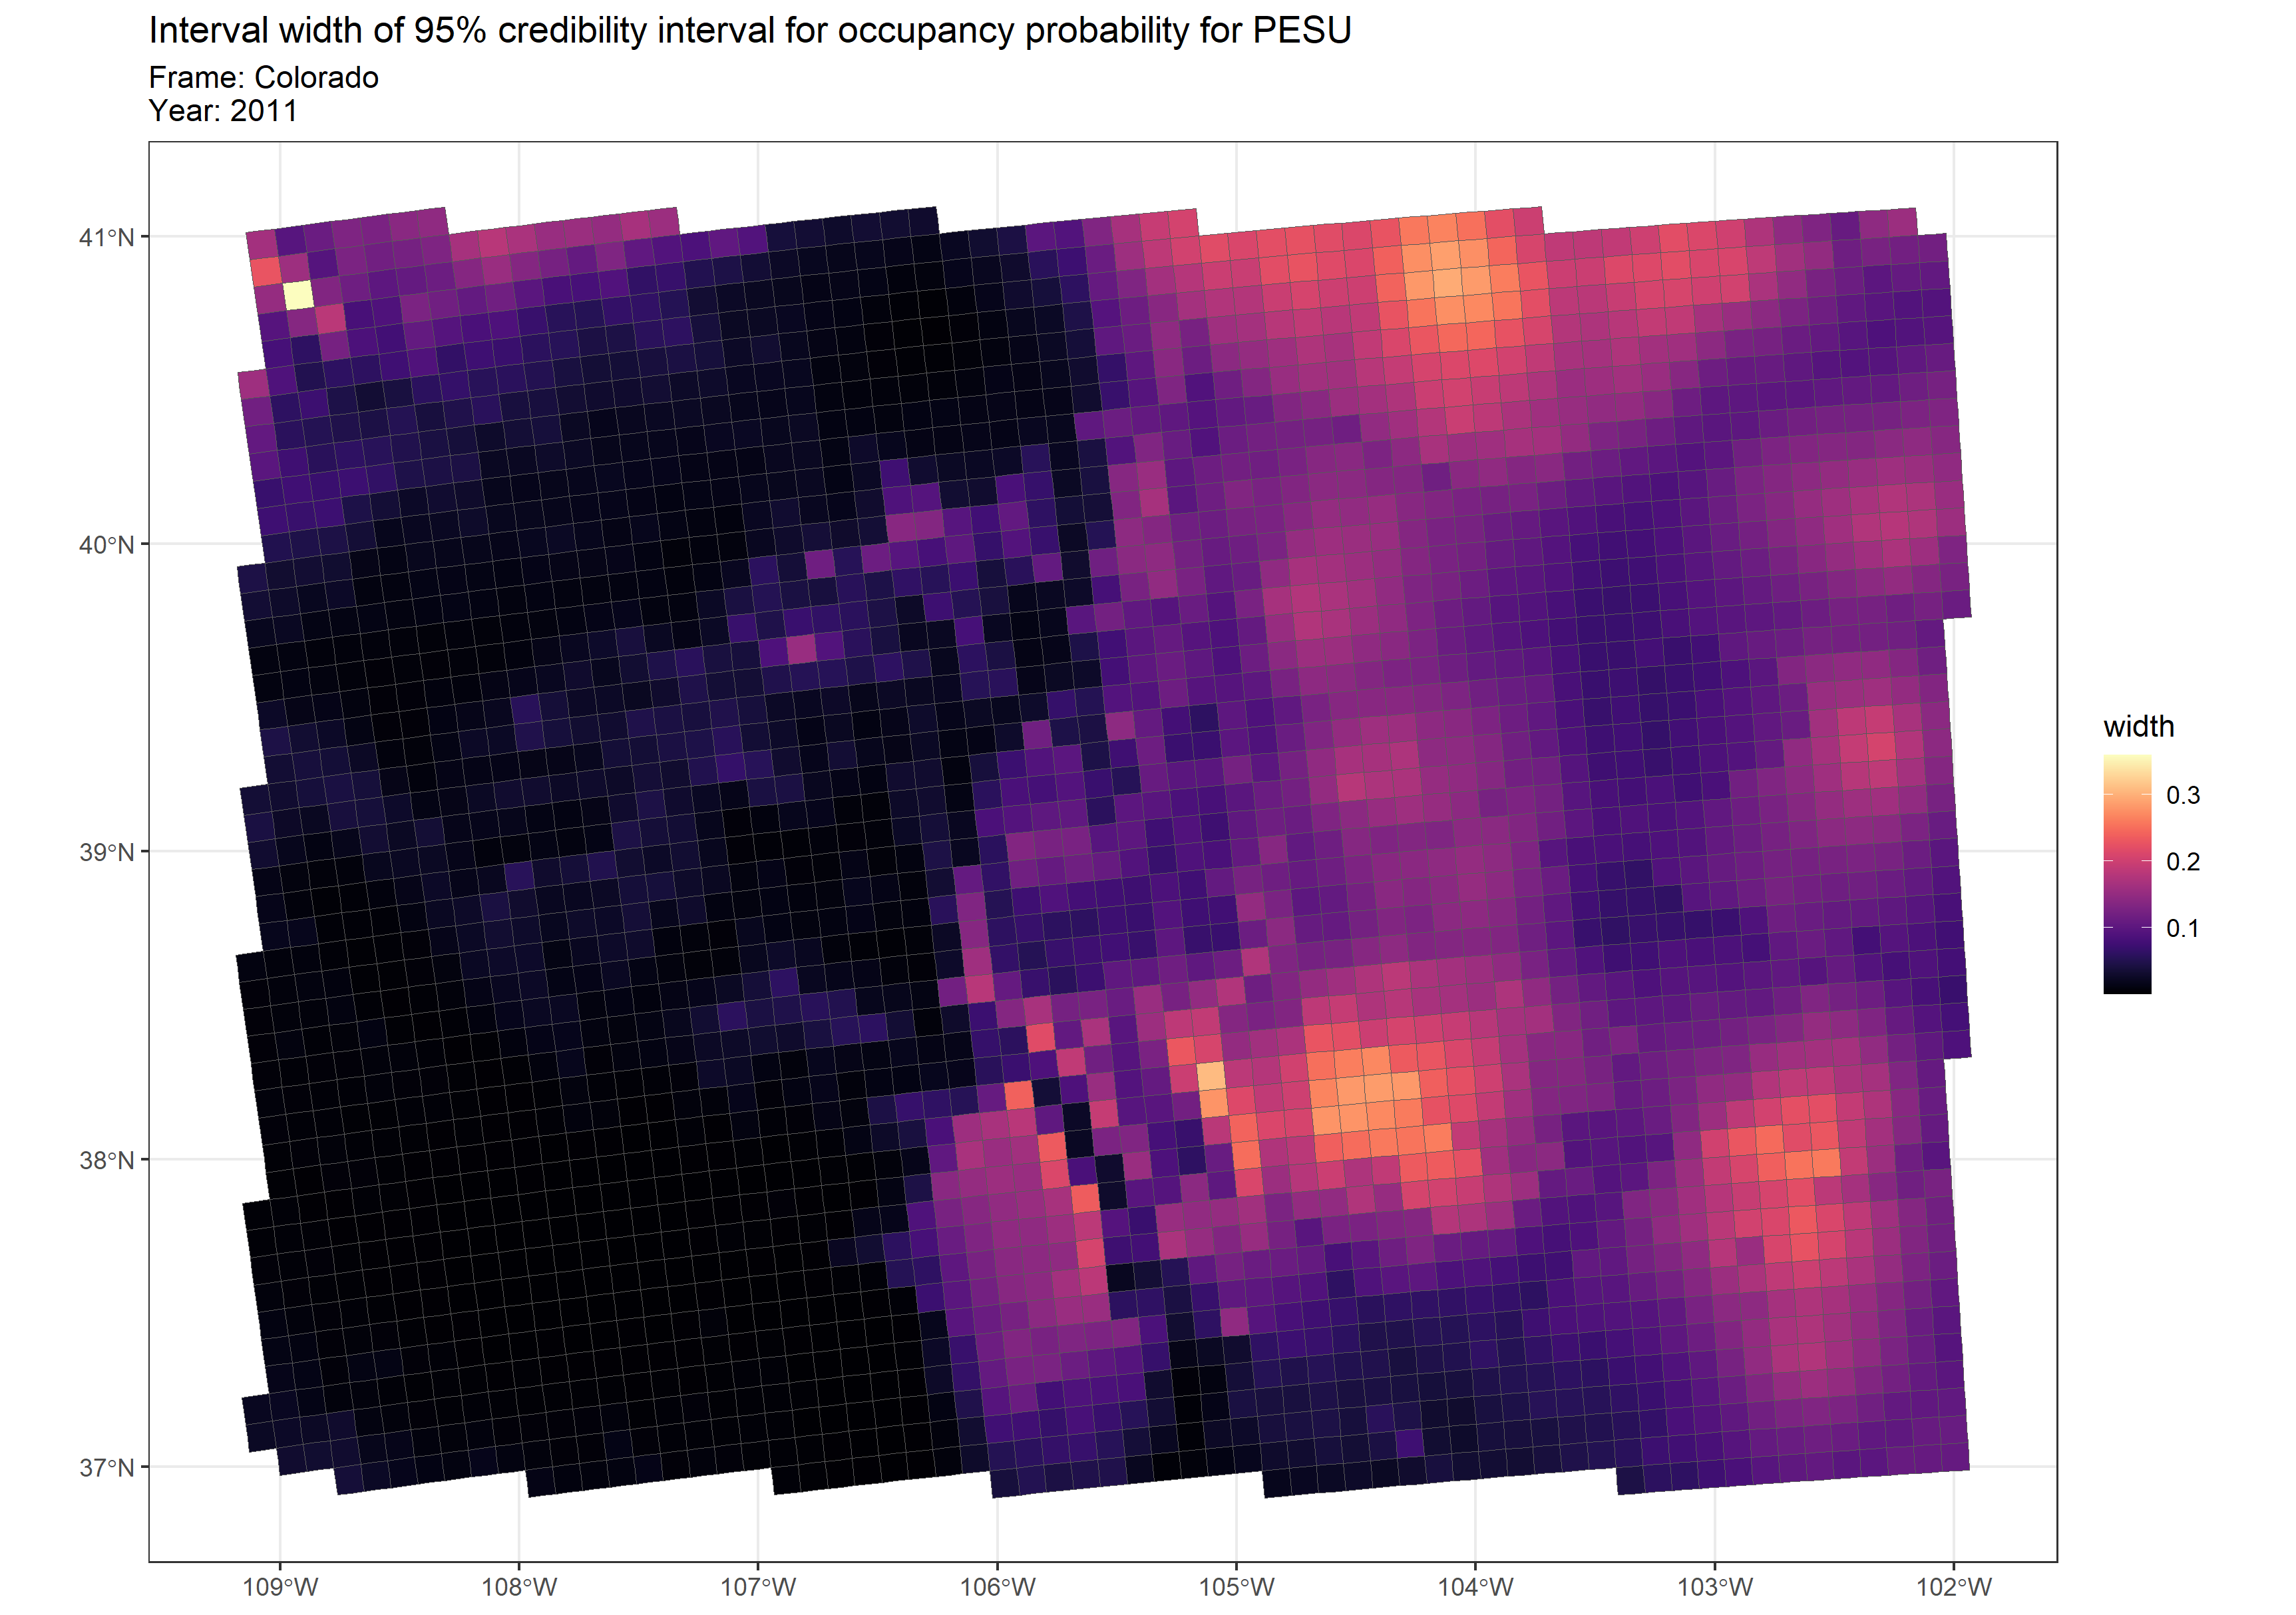 Interval width of 95% credibility interval for occupancy probability for PESU
Frame: Colorado
Year: 2011
41°N
40°N
39°N
38°N
37°N
109°W
108°W
107°W
106°W
105°W
104°W
103°W
102°W
width
0.3
0.2
0.1